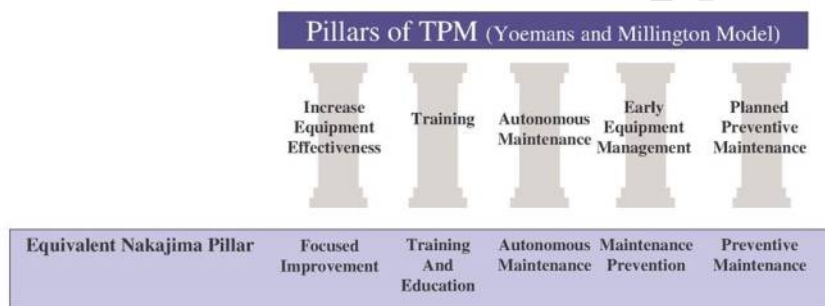 Pillars of TPM (Yoemans and Millington Model)
Increase
Equipment
Effectiveness
Training
Autonomous
Maintenance
Early
Equipment
Management
Planned
Preventive
Maintenance
Equivalent Nakajima Pillar
Focused
Improvement
Training
And
Education
Autonomous
Maintenance
Maintenance
Prevention
Preventive
Maintenance